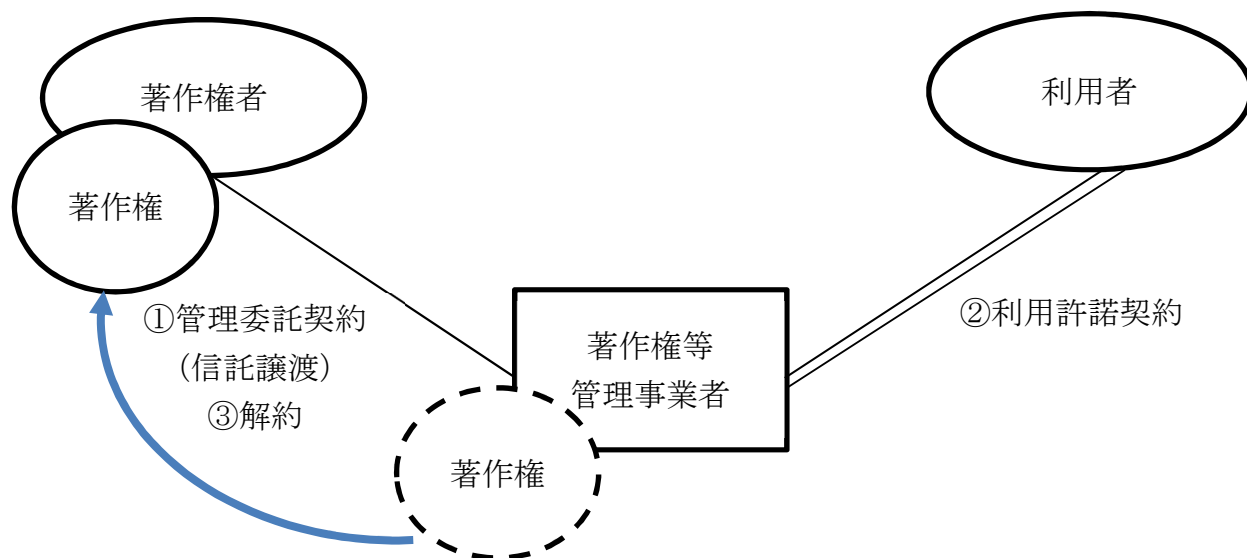 著作権者
利用者
著作権
①管理委託契約
（信託譲渡）
③解約
②利用許諾契約
著作権等
管理事業者
著作権